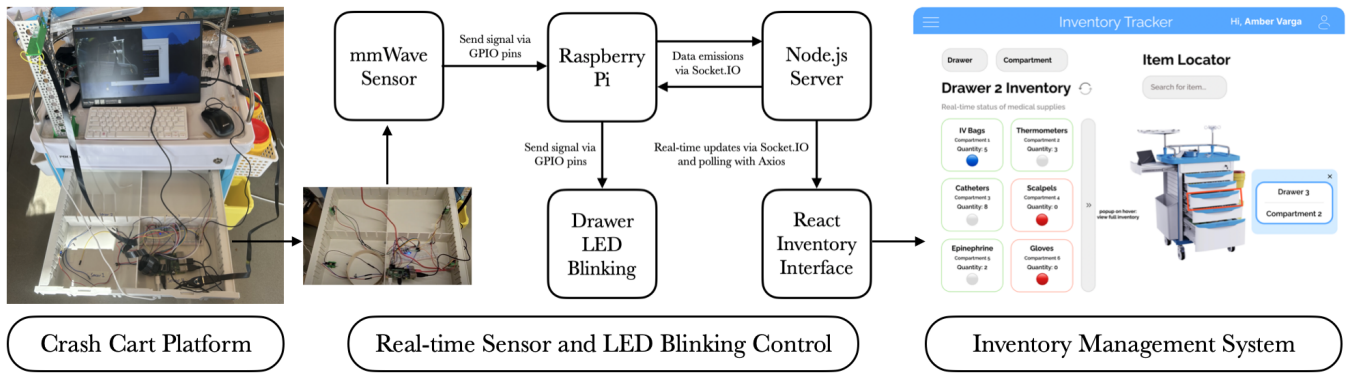 mmWave
Sensor
Send signal via
GPIO pins
Raspberry
Pi
Data emissions
via Socket.IO
Node.js
Server
Send signal via
GPIO pins
Real-time updates via Socket.IO
and polling with Axios
Drawer
LED
Blinking
React
Inventory
Interface
Inventory Tracker
Hi, Amber Varga
Drawer
Compartment
Drawer 2 Inventory
Real-time status of medical supplies
IV Bags
Compartment 1
Quantity: 5
Thermometers
Compartment 2
Quantity: 3
Catheters
Compartment 3
Quantity: 8
Scalpels
Compartment 4
Quantity: 0
Epinephrine
Compartment 5
Quantity: 2
Gloves
Compartment 6
Quantity: 0
»
popup on hover:
view full inventory
Item Locator
Search for item...
×
Drawer 3
Compartment 2
Crash Cart Platform
Real-time Sensor and LED Blinking Control
Inventory Management System